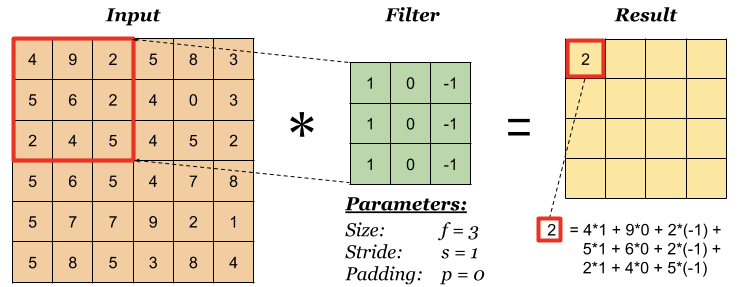 Input Filter Result
4 9 2 5 8 3
5 6 2 4 0 3
2 4 5 4 5 2
5 6 5 4 7 8
5 7 7 9 2 1
5 8 5 3 8 4
*
1 0 -1
1 0 -1
1 0 -1
=
2
Parameters:
Size: f = 3
Stride: s = 1
Padding: p = 0
2 = 4*1 + 9*0 + 2*(-1) +
5*1 + 6*0 + 2*(-1) +
2*1 + 4*0 + 5*(-1)